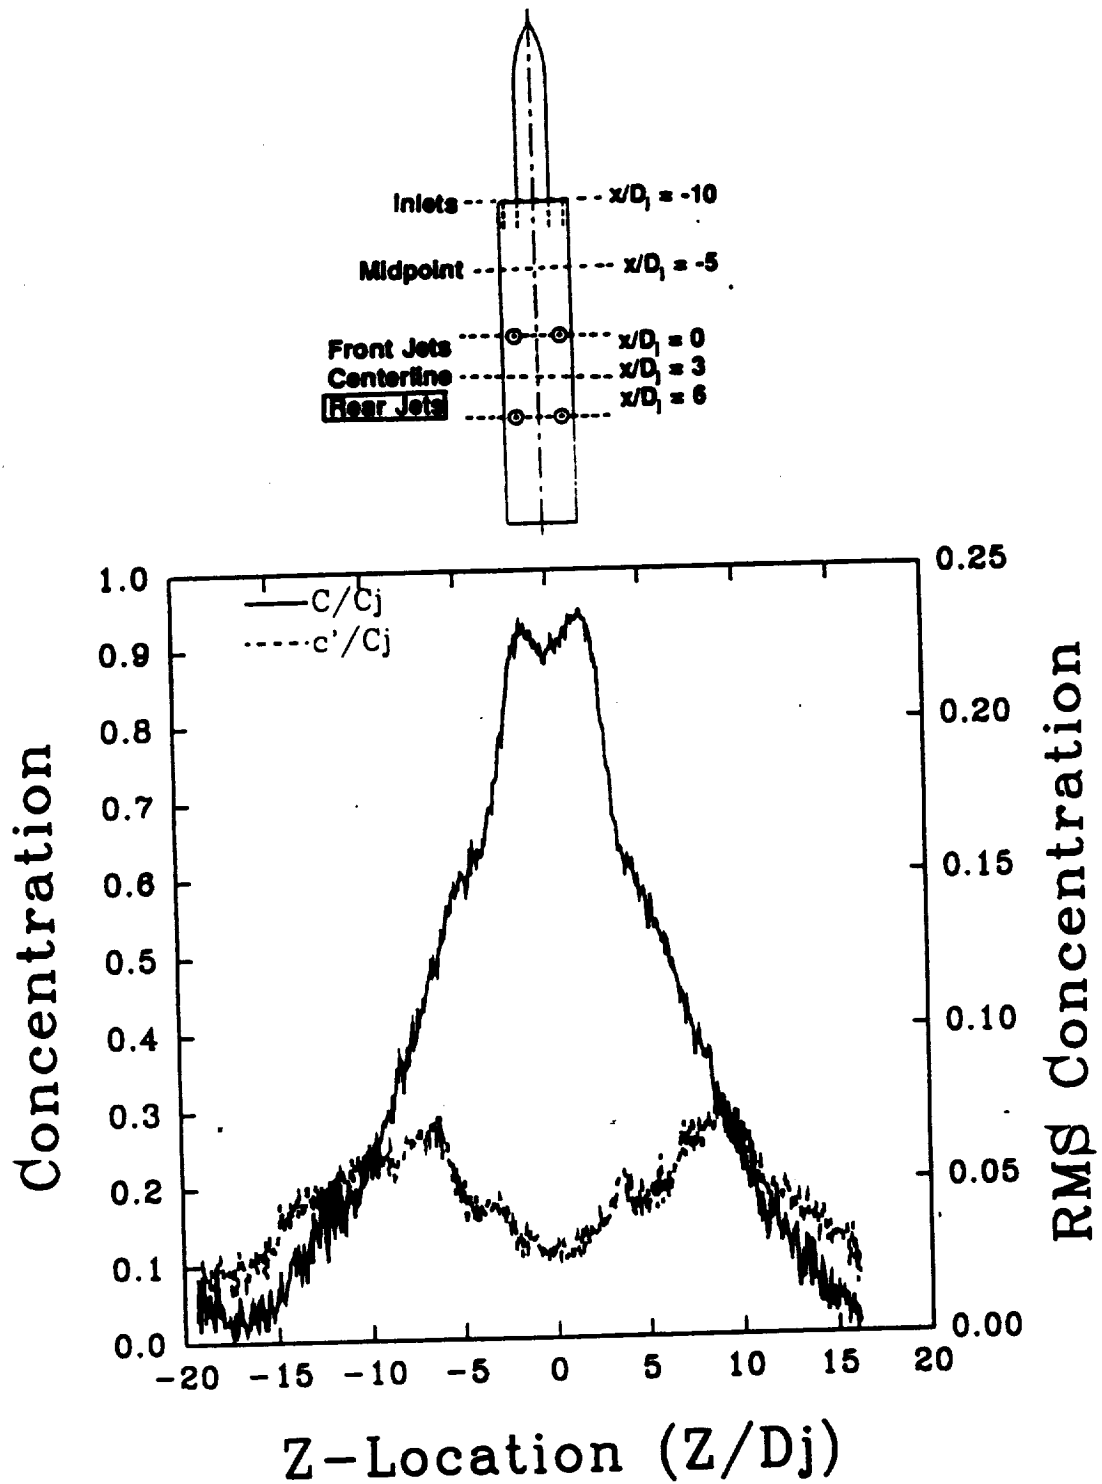 Inlets x/Dj = -10
Midpoint x/Dj = -5
Front Jets x/Dj = 0
Centerline x/Dj = 3
Rear Jets x/Dj = 6
C/Cj
c'/Cj
1.0
0.9
0.8
0.7
0.6
0.5
0.4
0.3
0.2
0.1
0.0
Concentration
0.25
0.20
0.15
0.10
0.05
0.00
RMS Concentration
-20 -15 -10 -5 0 5 10 15 20
Z-Location (Z/Dj)